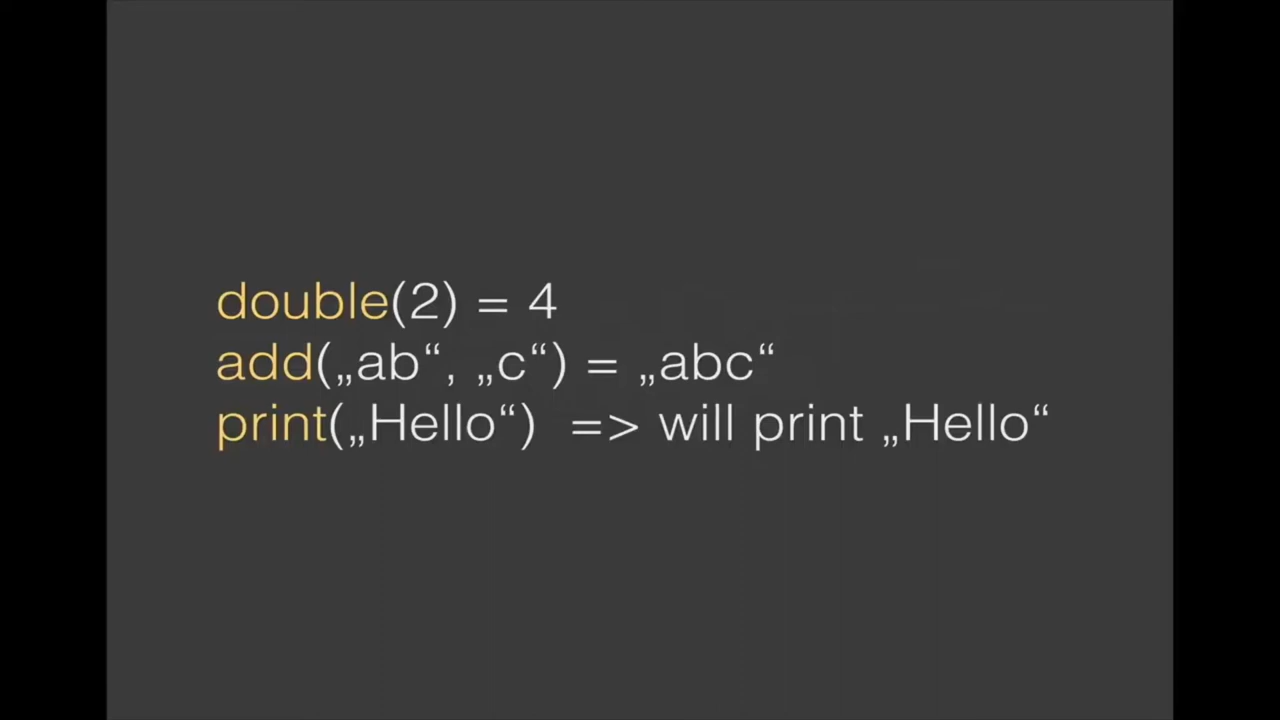 double(2) = 4
add(„ab“, „c“) = „abc“
print(„Hello“) => will print „Hello“